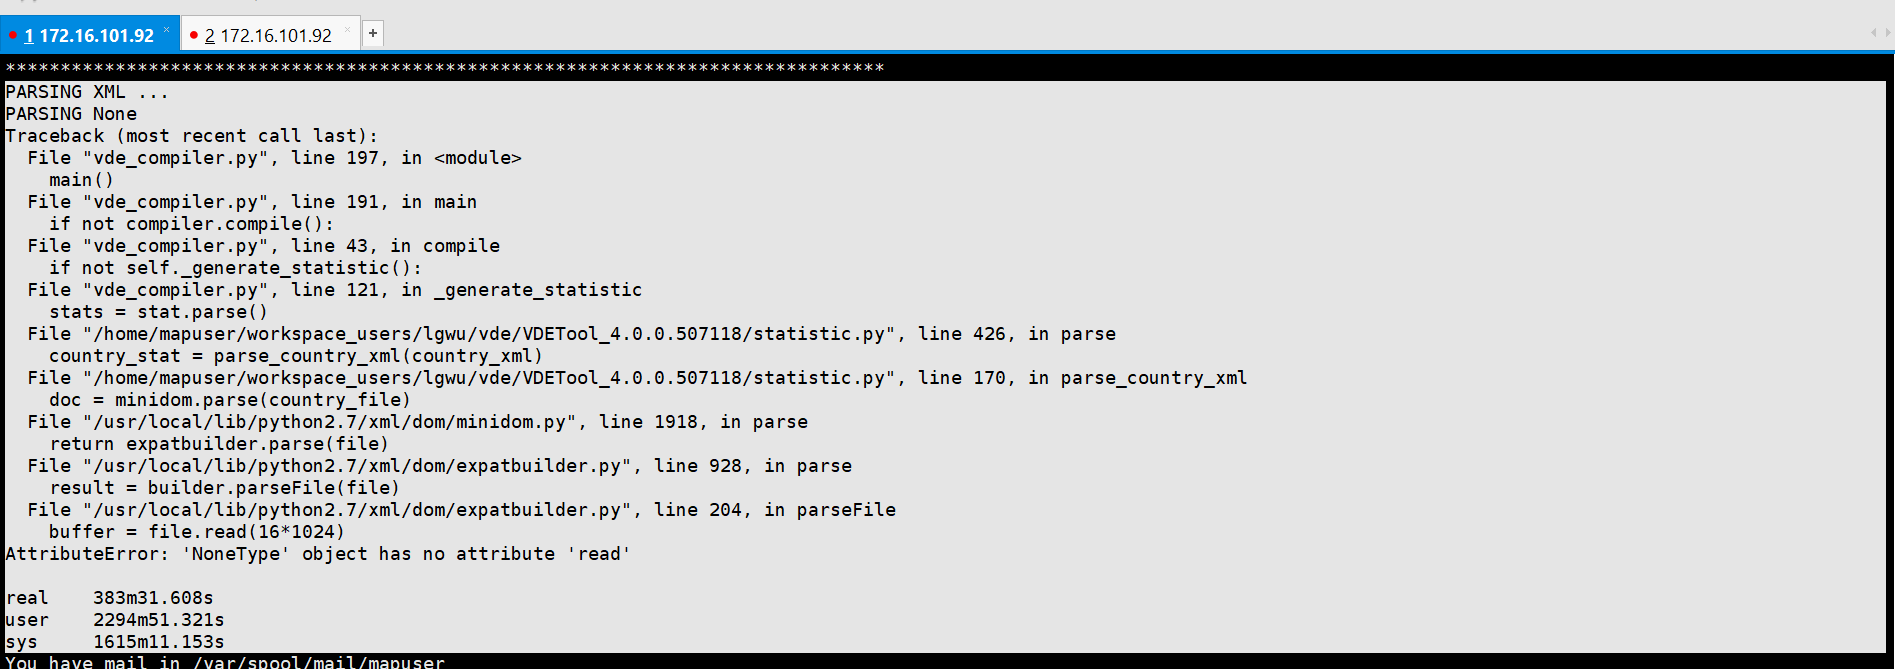 1 172.16.101.92 × 2 172.16.101.92 × +
********************************************************************************
PARSING XML ...
PARSING None
Traceback (most recent call last):
  File "vde_compiler.py", line 197, in <module>
    main()
  File "vde_compiler.py", line 191, in main
    if not compiler.compile():
  File "vde_compiler.py", line 43, in compile
    if not self._generate_statistic():
  File "vde_compiler.py", line 121, in _generate_statistic
    stats = stat.parse()
  File "/home/mapuser/workspace_users/lgwu/vde/VDETool_4.0.0.507118/statistic.py", line 426, in parse
    country_stat = parse_country_xml(country_xml)
  File "/home/mapuser/workspace_users/lgwu/vde/VDETool_4.0.0.507118/statistic.py", line 170, in parse_country_xml
    doc = minidom.parse(country_file)
  File "/usr/local/lib/python2.7/xml/dom/minidom.py", line 1918, in parse
    return expatbuilder.parse(file)
  File "/usr/local/lib/python2.7/xml/dom/expatbuilder.py", line 928, in parse
    result = builder.parseFile(file)
  File "/usr/local/lib/python2.7/xml/dom/expatbuilder.py", line 204, in parseFile
    buffer = file.read(16*1024)
AttributeError: 'NoneType' object has no attribute 'read'
real    383m31.608s
user    2294m51.321s
sys     1615m11.153s
You have mail in /var/spool/mail/mapuser